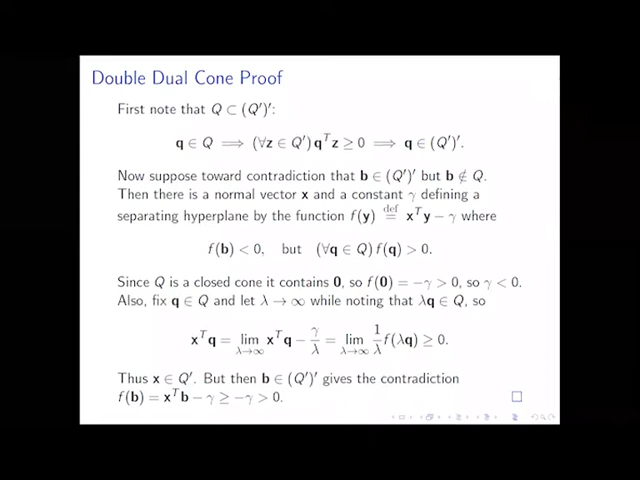 Double Dual Cone Proof
First note that Q ⊂ (Q′)′:
q ∈ Q ⟹ (∀z ∈ Q′) qᵀz ≥ 0 ⟹ q ∈ (Q′)′.
Now suppose toward contradiction that b ∈ (Q′)′ but b ∉ Q.
Then there is a normal vector x and a constant γ defining a
separating hyperplane by the function f(y) ≝ xᵀy − γ where
f(b) < 0, but (∀q ∈ Q) f(q) > 0.
Since Q is a closed cone it contains 0, so f(0) = −γ > 0, so γ < 0.
Also, fix q ∈ Q and let λ → ∞ while noting that λq ∈ Q, so
xᵀq = lim_{λ→∞} xᵀq − γ/λ = lim_{λ→∞} 1/λ f(λq) ≥ 0.
Thus x ∈ Q′. But then b ∈ (Q′)′ gives the contradiction
f(b) = xᵀb − γ ≥ −γ > 0. □